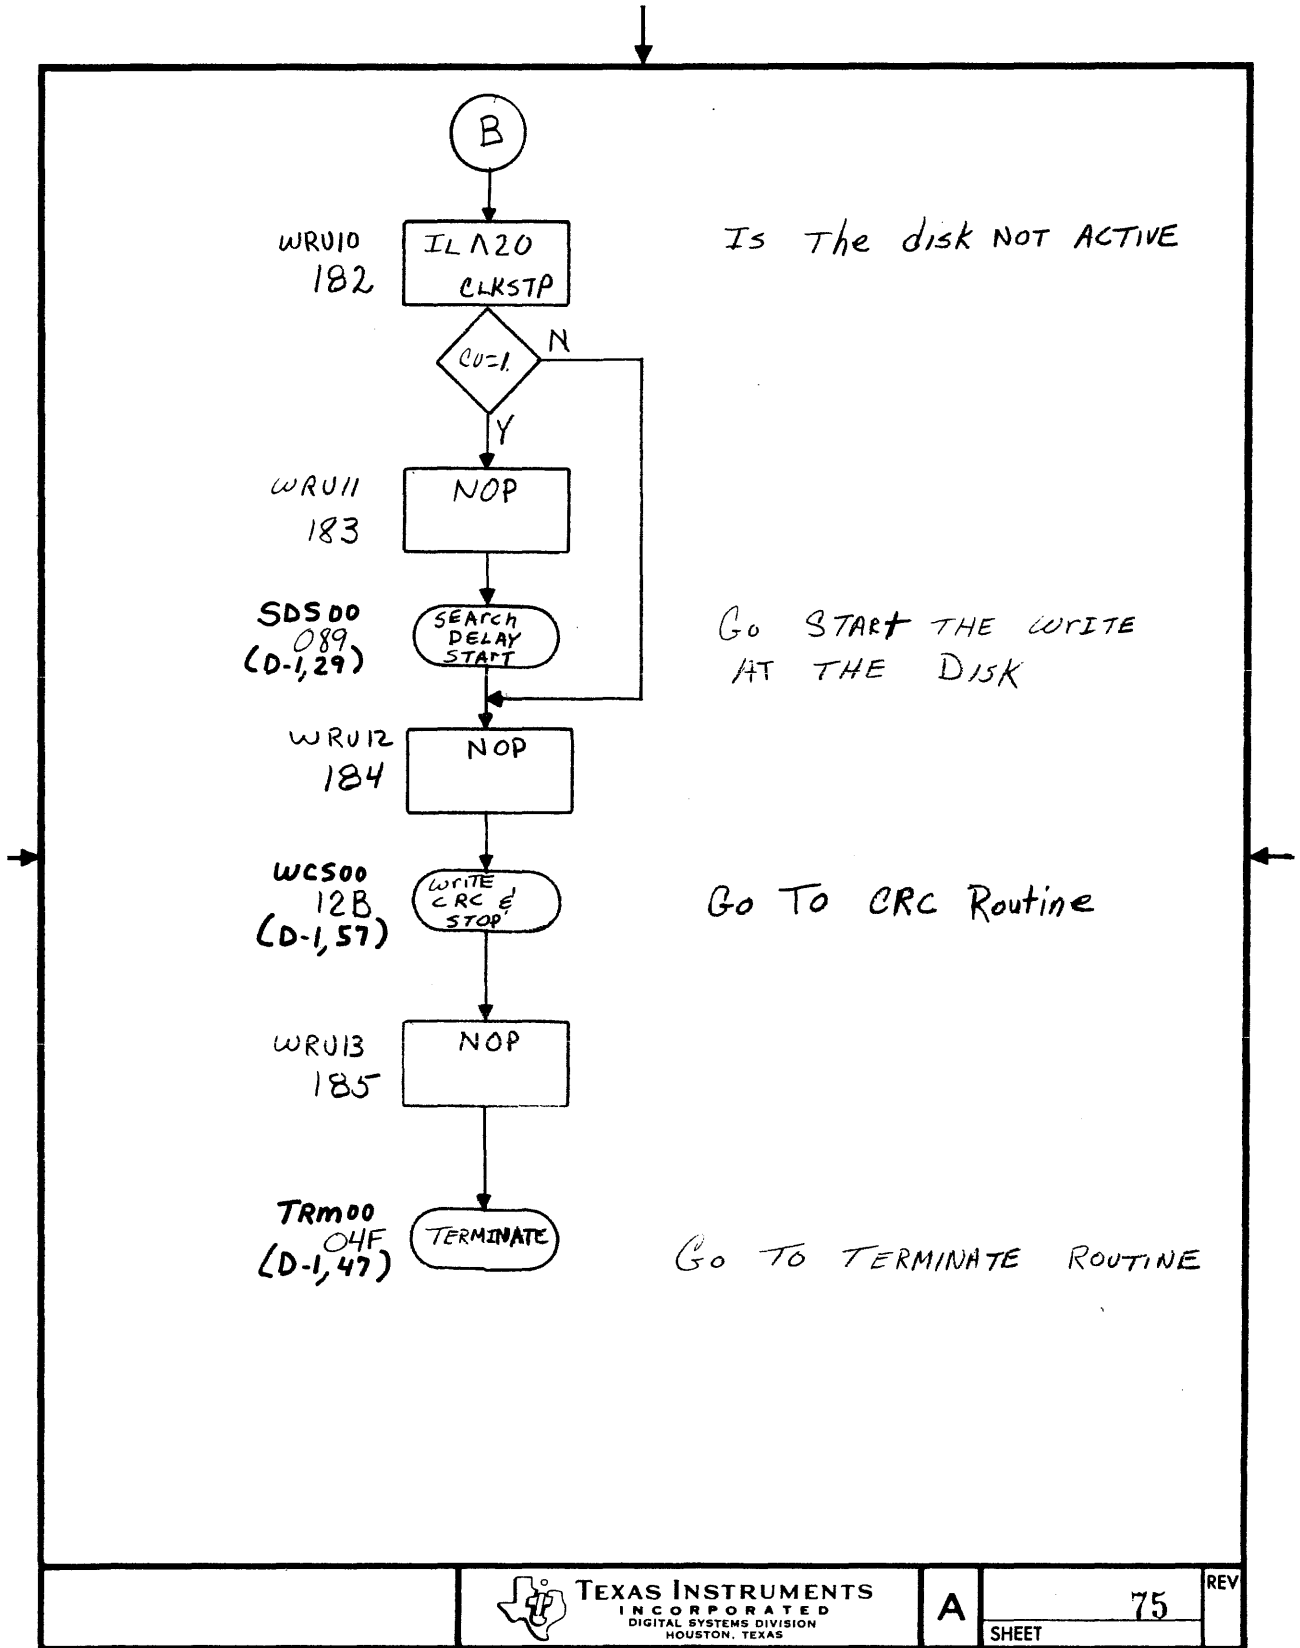 B
WRU10
182
IL Λ 20
CLKSTP
Is The disk NOT ACTIVE
CU=1
N
Y
WRU11
183
NOP
SDS00
089
(D-1,29)
SEArch
DELAY
START
Go START THE WrITE
AT THE DISK
WRU12
184
NOP
WCS00
12B
(D-1,57)
WrITE
CRC &
STOP
Go To CRC Routine
WRU13
185
NOP
TRM00
04F
(D-1,47)
TERMINATE
Go TO TERMINATE ROUTINE
TEXAS INSTRUMENTS
INCORPORATED
DIGITAL SYSTEMS DIVISION
HOUSTON, TEXAS
A
75
SHEET
REV